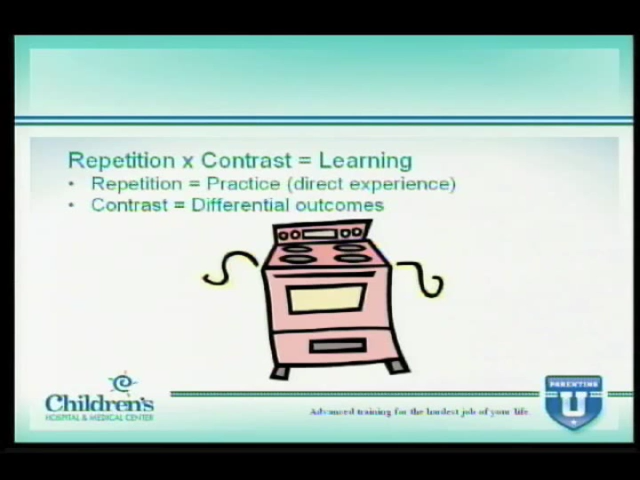 Repetition x Contrast = Learning
• Repetition = Practice (direct experience)
• Contrast = Differential outcomes
Children's
HOSPITAL & MEDICAL CENTER
Advanced training for the hardest job of your life.
PARENTING
U